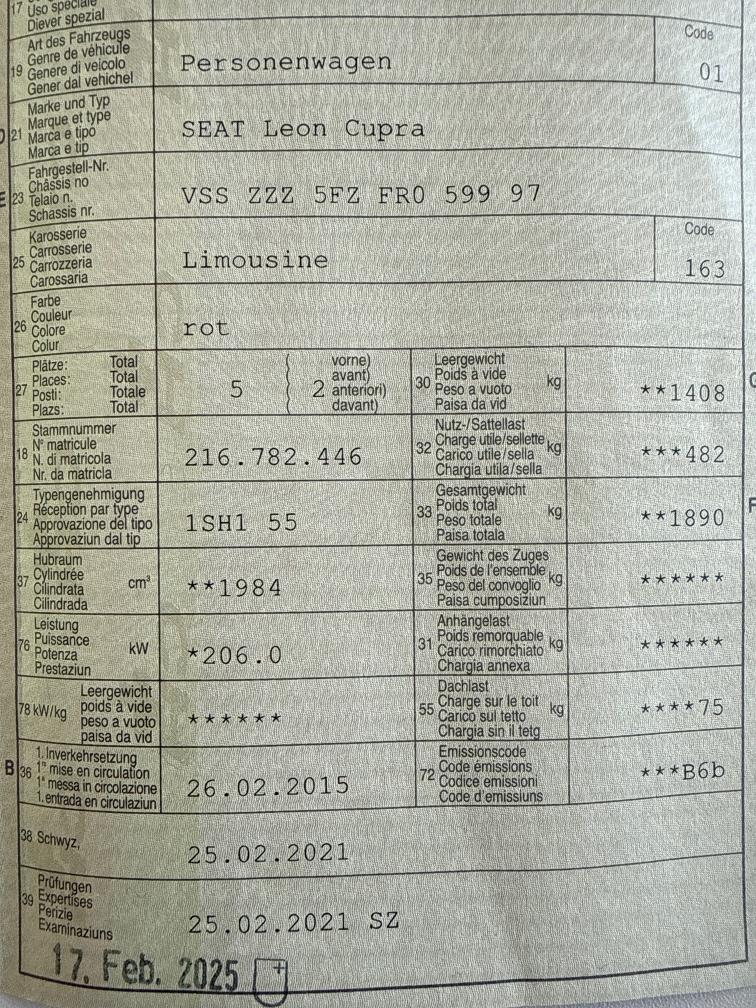 17 Uso speciale
Diever spezial
19 Art des Fahrzeugs
Genre de véhicule
Genere di veicolo
Gener dal vehichel
Personenwagen
Code
01
D 21 Marke und Typ
Marque et type
Marca e tipo
Marca e tip
SEAT Leon Cupra
E 23 Fahrgestell-Nr.
Châssis no
Telaio n.
Schassis nr.
VSS ZZZ 5FZ FR0 599 97
25 Karosserie
Carrosserie
Carrozzeria
Carossaria
Limousine
Code
163
26 Farbe
Couleur
Colore
Colur
rot
27 Plätze: Total
Places: Total
Posti: Totale
Plazs: Total
5
2
vorne)
avant)
anteriori)
davant)
30 Leergewicht
Poids à vide
Peso a vuoto
Paisa da vid
kg
**1408
18 Stammnummer
N° matricule
N. di matricola
Nr. da matricla
216.782.446
32 Nutz-/Sattellast
Charge utile/sellette
Carico utile/sella
Chargia utila/sella
kg
***482
24 Typengenehmigung
Réception par type
Approvazione del tipo
Approvaziun dal tip
1SH1 55
33 Gesamtgewicht
Poids total
Peso totale
Paisa totala
kg
**1890
37 Hubraum
Cylindrée
Cilindrata
Cilindrada
cm³
**1984
35 Gewicht des Zuges
Poids de l'ensemble
Peso del convoglio
Paisa cumposiziun
kg
******
76 Leistung
Puissance
Potenza
Prestaziun
kW
*206.0
31 Anhängelast
Poids remorquable
Carico rimorchiato
Chargia annexa
kg
******
78 kW/kg
Leergewicht
poids à vide
peso a vuoto
paisa da vid
******
55 Dachlast
Charge sur le toit
Carico sul tetto
Chargia sin il tetg
kg
****75
B 36 1. Inverkehrsetzung
1re mise en circulation
1a messa in circolazione
1. entrada en circulaziun
26.02.2015
72 Emissionscode
Code émissions
Codice emissioni
Code d'emissiuns
***B6b
38 Schwyz,
25.02.2021
39 Prüfungen
Expertises
Perizie
Examinaziuns
25.02.2021 SZ
17. Feb. 2025